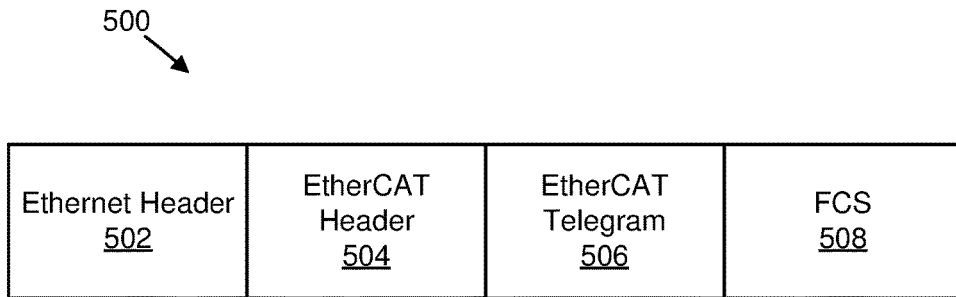 500
Ethernet Header
502
EtherCAT
Header
504
EtherCAT
Telegram
506
FCS
508